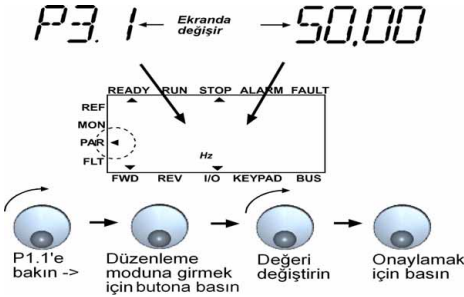 P3.1
Ekranda
değişir
50.00
READY RUN STOP ALARM FAULT
REF
MON
PAR
FLT
Hz
FWD REV I/O KEYPAD BUS
P1.1'e
bakın ->
Düzenleme
moduna girmek
için butona basın
Değeri
değiştirin
Onaylamak
için basın